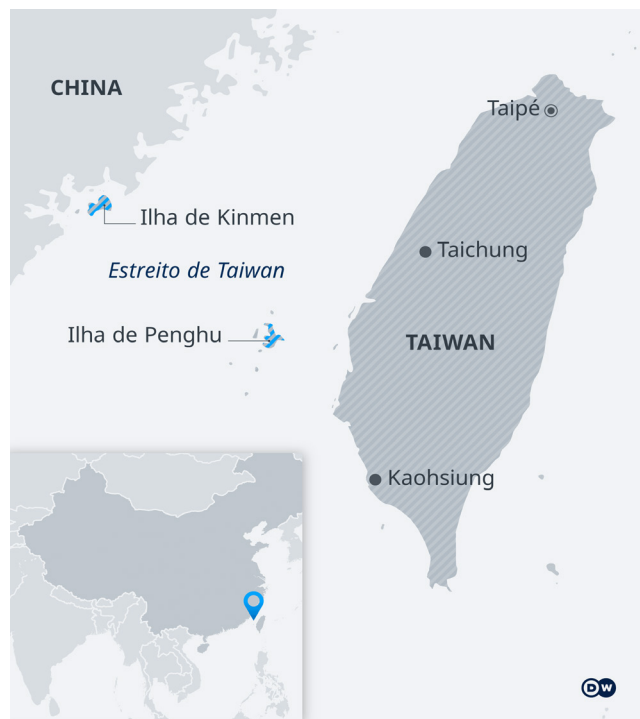 CHINA
Taipé
Ilha de Kinmen
Taichung
Estreito de Taiwan
Ilha de Penghu
TAIWAN
Kaohsiung
DW